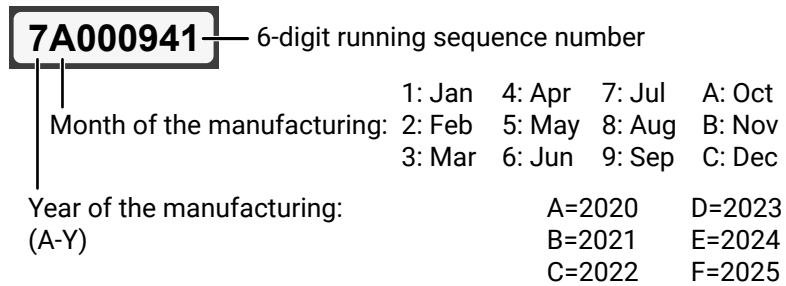 7A000941 6-digit running sequence number
1: Jan 4: Apr 7: Jul A: Oct
Month of the manufacturing: 2: Feb 5: May 8: Aug B: Nov
3: Mar 6: Jun 9: Sep C: Dec
Year of the manufacturing: A=2020 D=2023
(A-Y) B=2021 E=2024
C=2022 F=2025